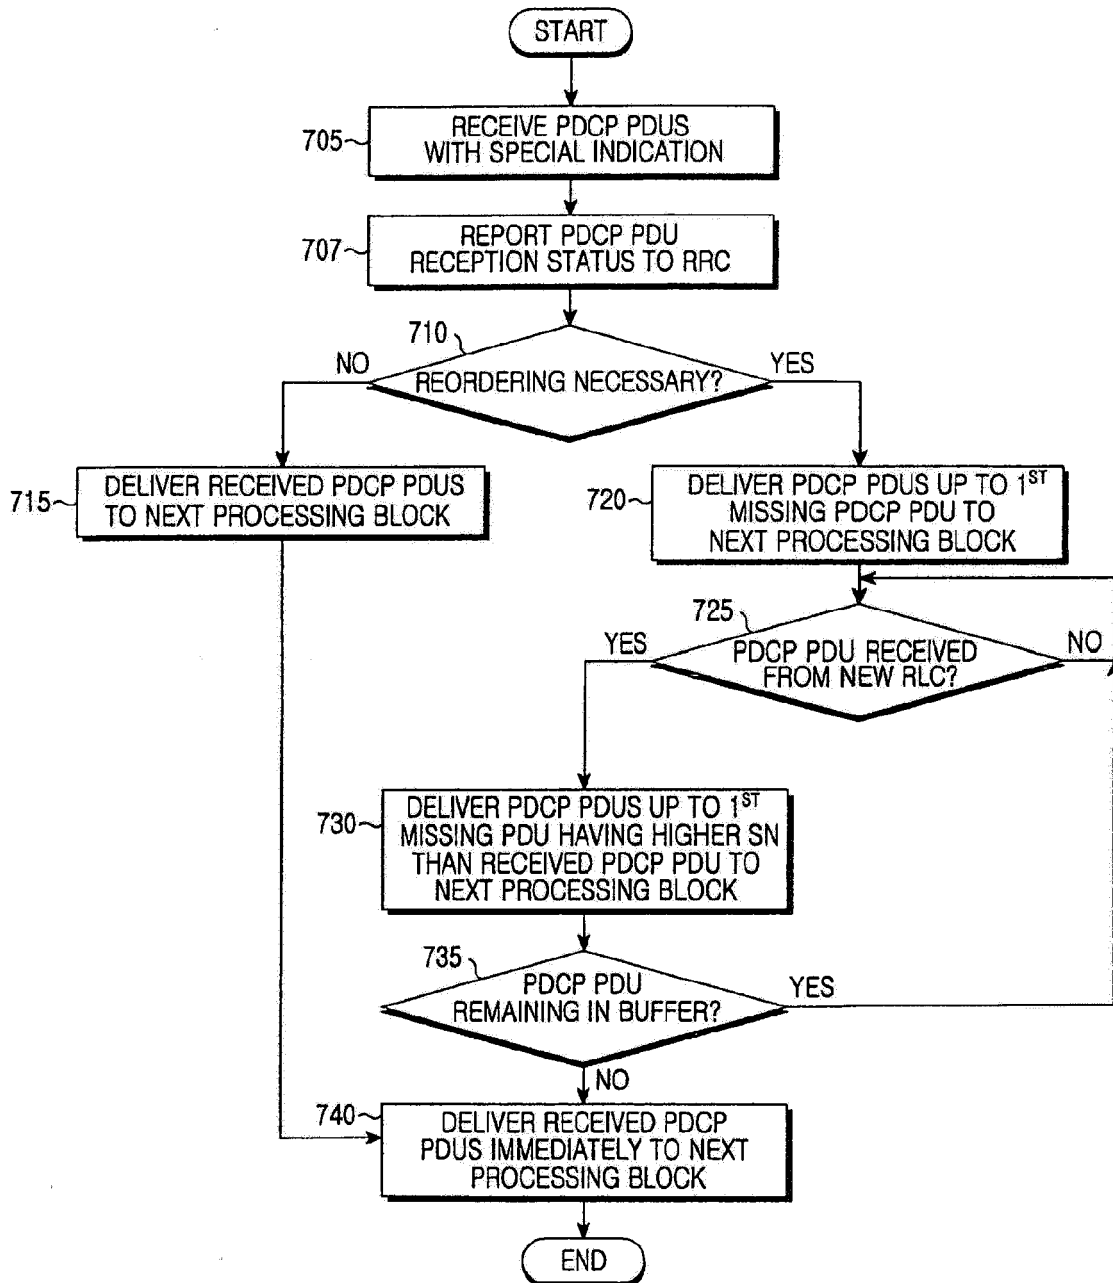 START
705
RECEIVE PDCP PDUS
WITH SPECIAL INDICATION
707
REPORT PDCP PDU
RECEPTION STATUS TO RRC
710
NO
YES
REORDERING NECESSARY?
715
DELIVER RECEIVED PDCP PDUS
TO NEXT PROCESSING BLOCK
720
DELIVER PDCP PDUS UP TO 1ST
MISSING PDCP PDU TO
NEXT PROCESSING BLOCK
725
YES
NO
PDCP PDU RECEIVED
FROM NEW RLC?
730
DELIVER PDCP PDUS UP TO 1ST
MISSING PDU HAVING HIGHER SN
THAN RECEIVED PDCP PDU TO
NEXT PROCESSING BLOCK
735
PDCP PDU
REMAINING IN BUFFER?
YES
NO
740
DELIVER RECEIVED PDCP
PDUS IMMEDIATELY TO NEXT
PROCESSING BLOCK
END